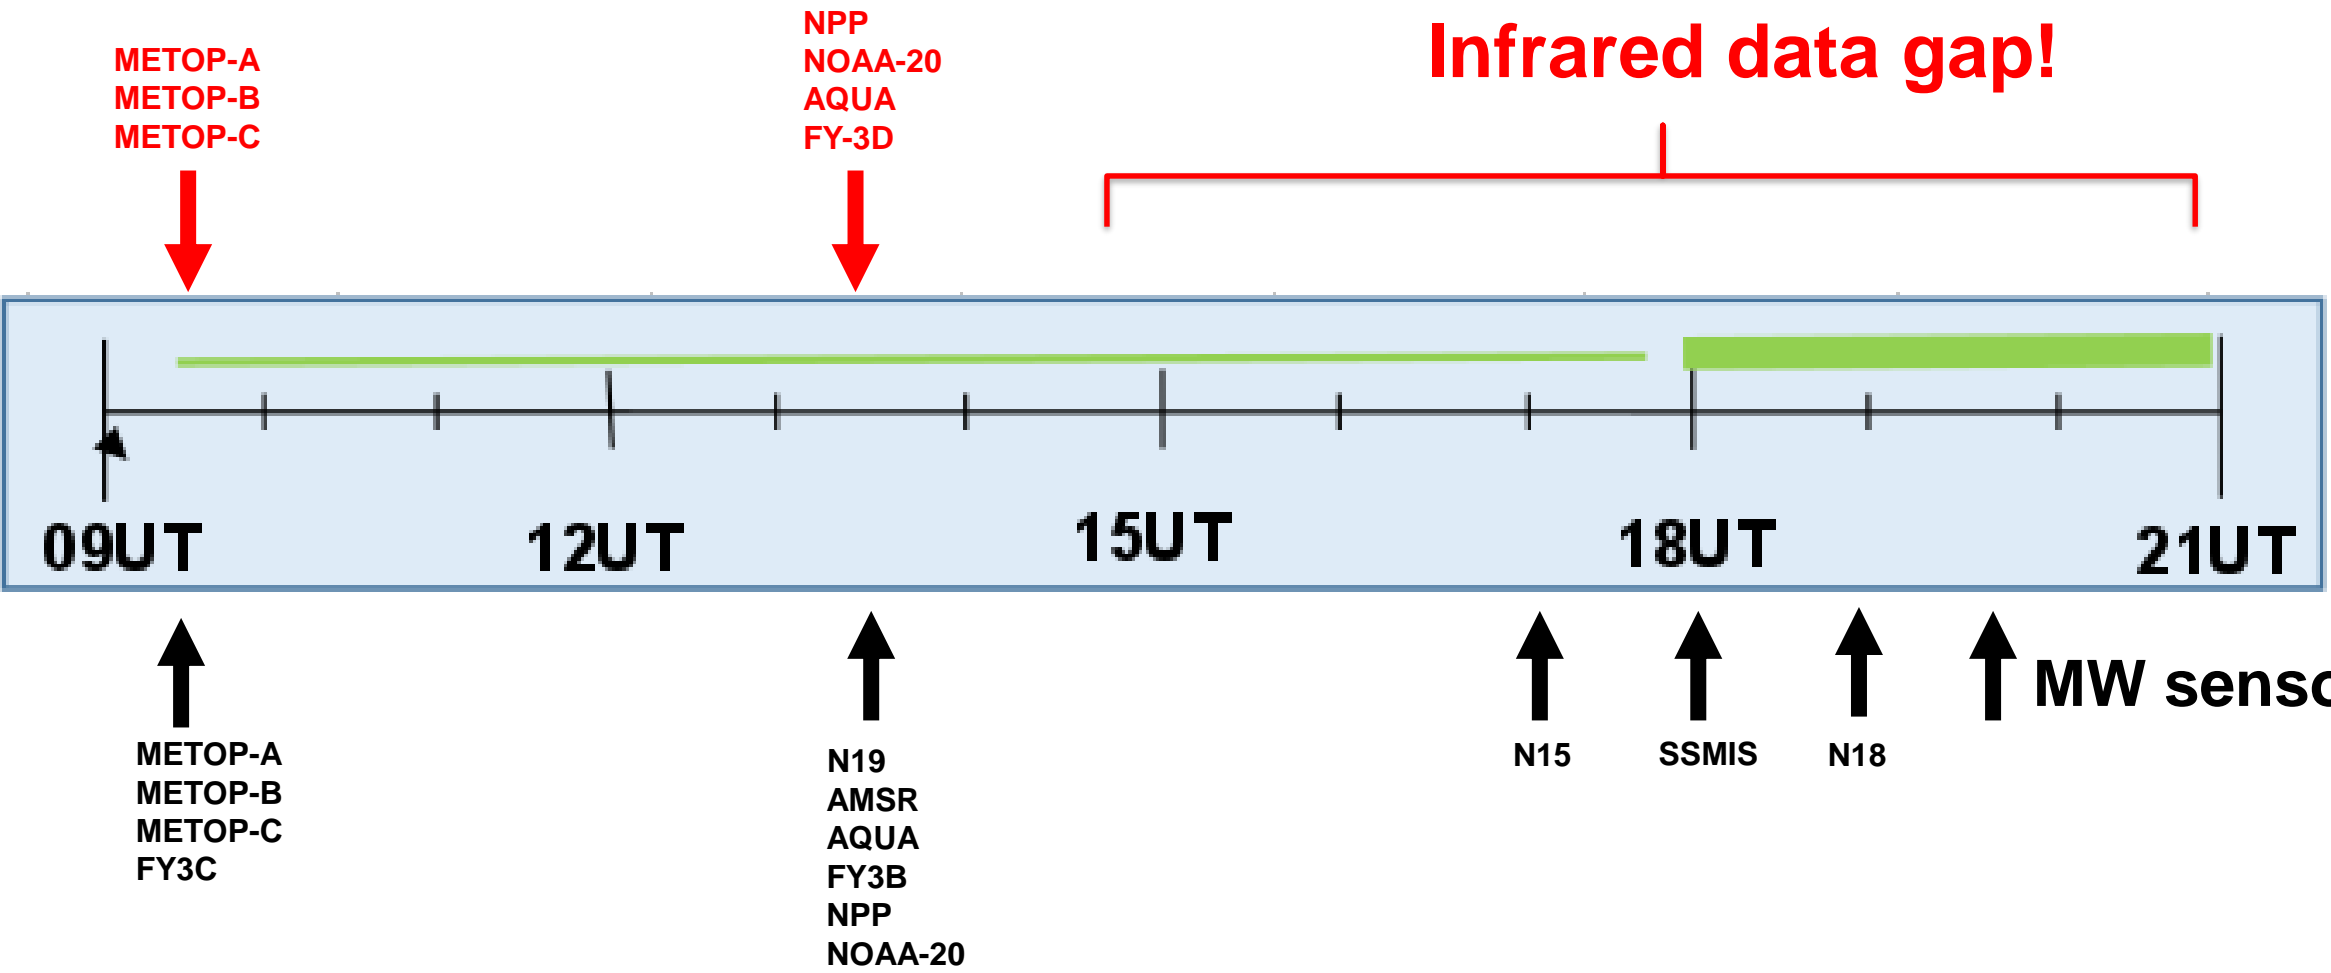 METOP-A
METOP-B
METOP-C
NPP
NOAA-20
AQUA
FY-3D
Infrared data gap!
09UT
12UT
15UT
18UT
21UT
METOP-A
METOP-B
METOP-C
FY3C
N19
AMSR
AQUA
FY3B
NPP
NOAA-20
N15
SSMIS
N18
MW